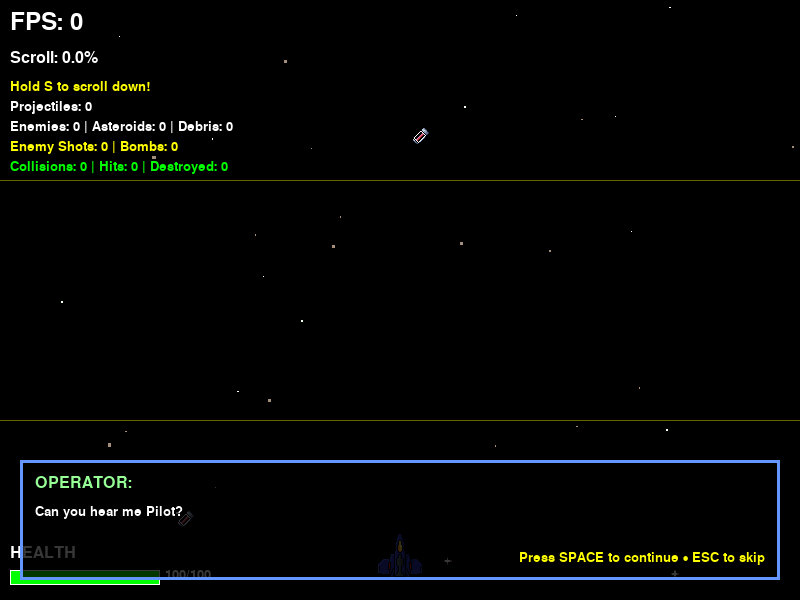 FPS: 0
Scroll: 0.0%
Hold S to scroll down!
Projectiles: 0
Enemies: 0 | Asteroids: 0 | Debris: 0
Enemy Shots: 0 | Bombs: 0
Collisions: 0 | Hits: 0 | Destroyed: 0
OPERATOR:
Can you hear me Pilot?
HEALTH
Press SPACE to continue • ESC to skip
100/100